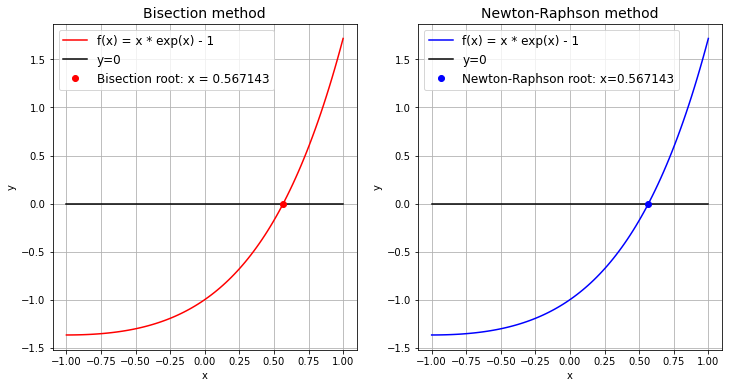 Bisection method
f(x) = x * exp(x) - 1
y=0
Bisection root: x = 0.567143
y
1.5
1.0
0.5
0.0
−0.5
−1.0
−1.5
−1.00 −0.75 −0.50 −0.25 0.00 0.25 0.50 0.75 1.00
x
Newton-Raphson method
f(x) = x * exp(x) - 1
y=0
Newton-Raphson root: x=0.567143
y
1.5
1.0
0.5
0.0
−0.5
−1.0
−1.5
−1.00 −0.75 −0.50 −0.25 0.00 0.25 0.50 0.75 1.00
x